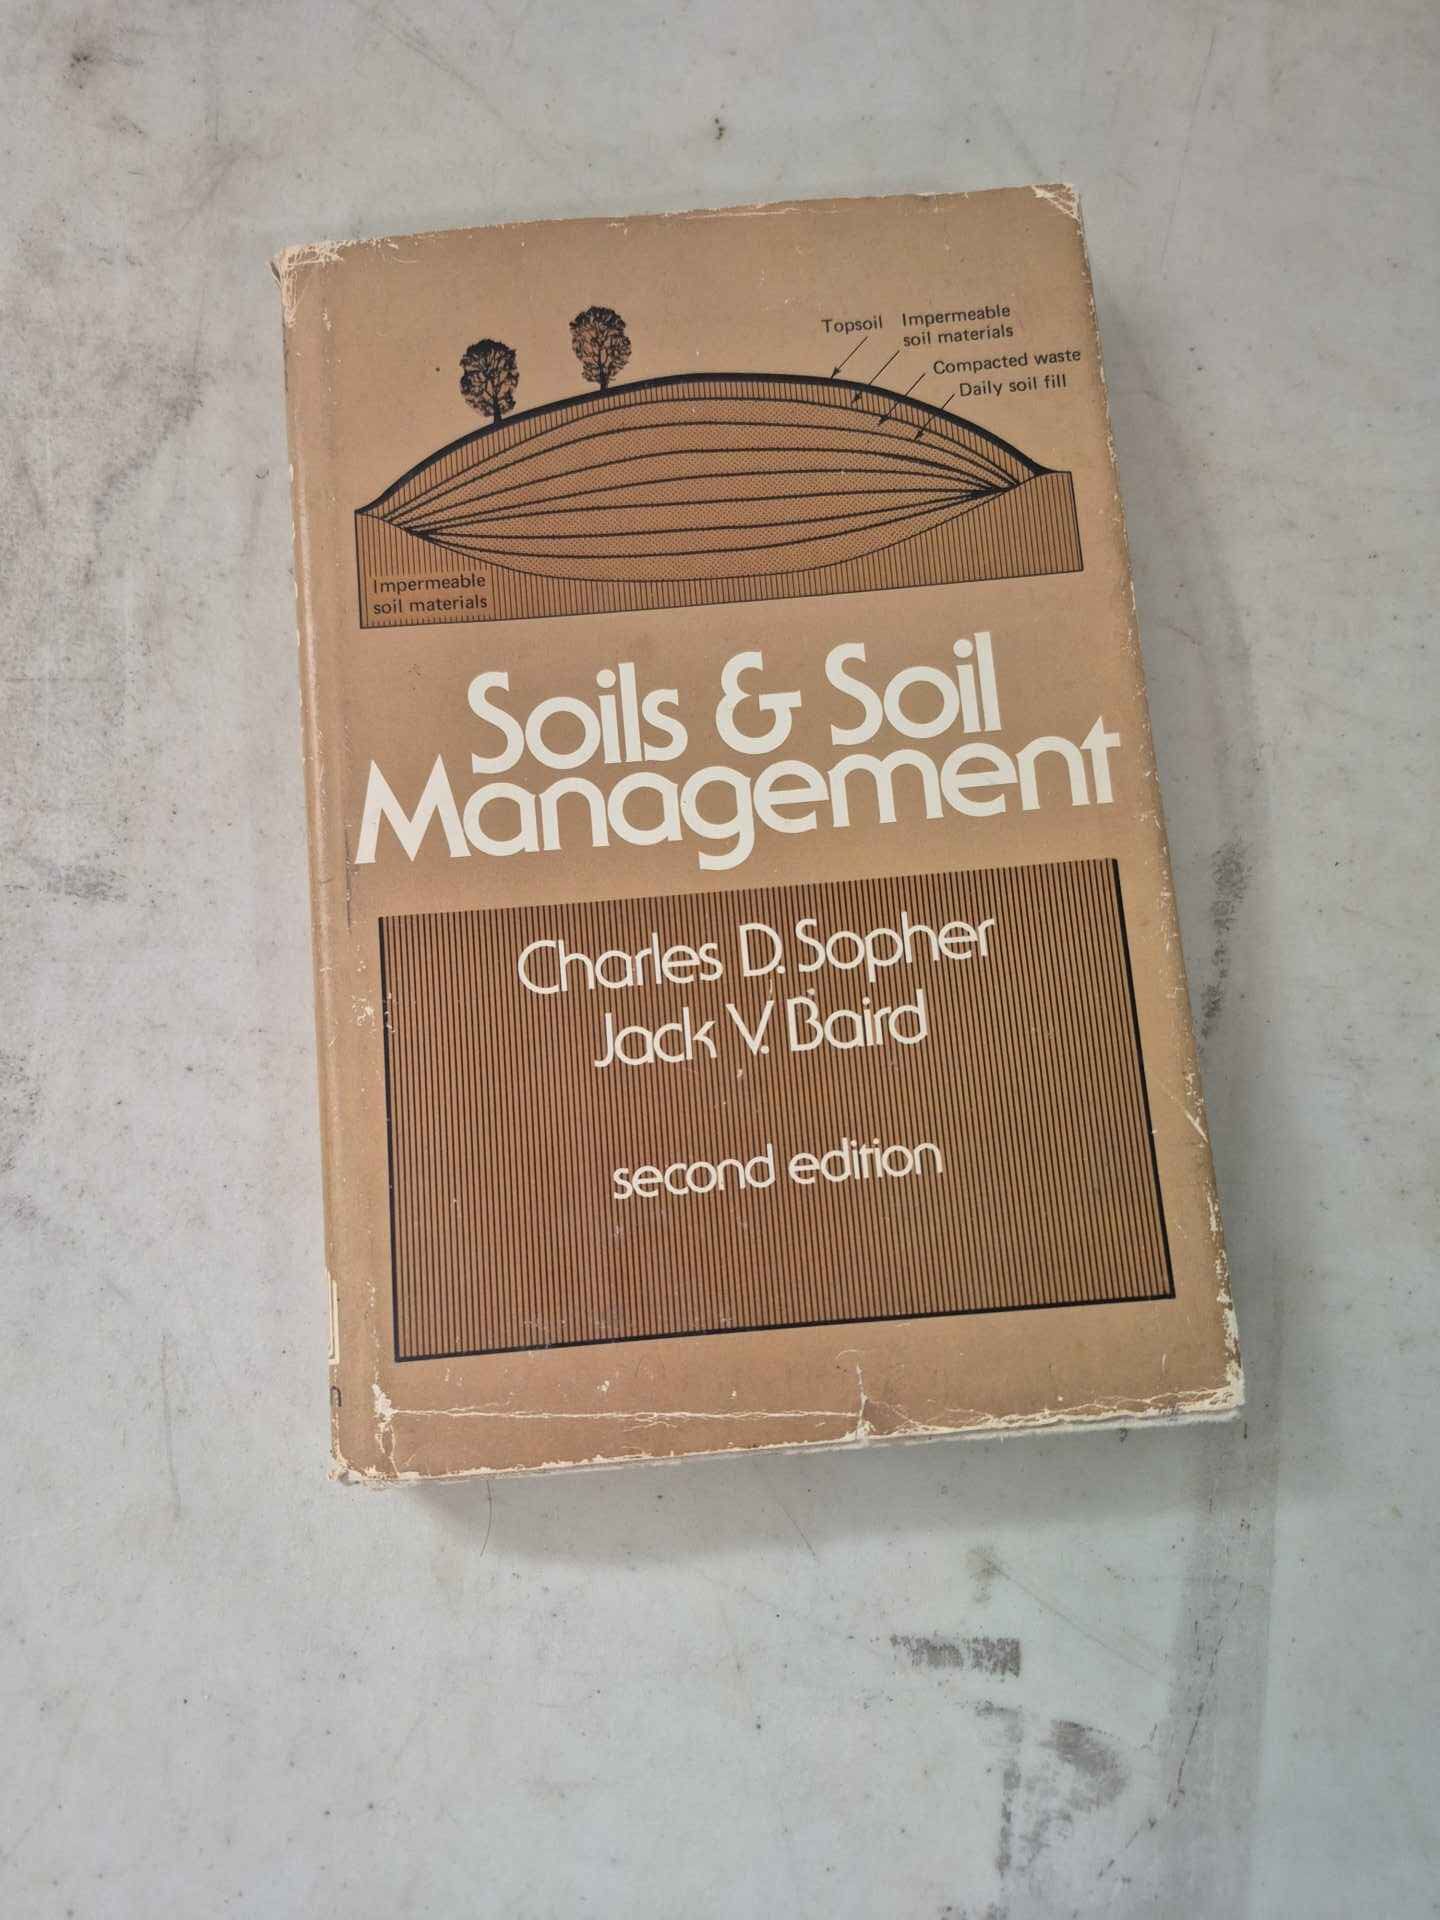 Topsoil
Impermeable
soil materials
Compacted waste
Daily soil fill
Impermeable
soil materials
Soils & Soil
Management
Charles D. Sopher
Jack V. Baird
second edition